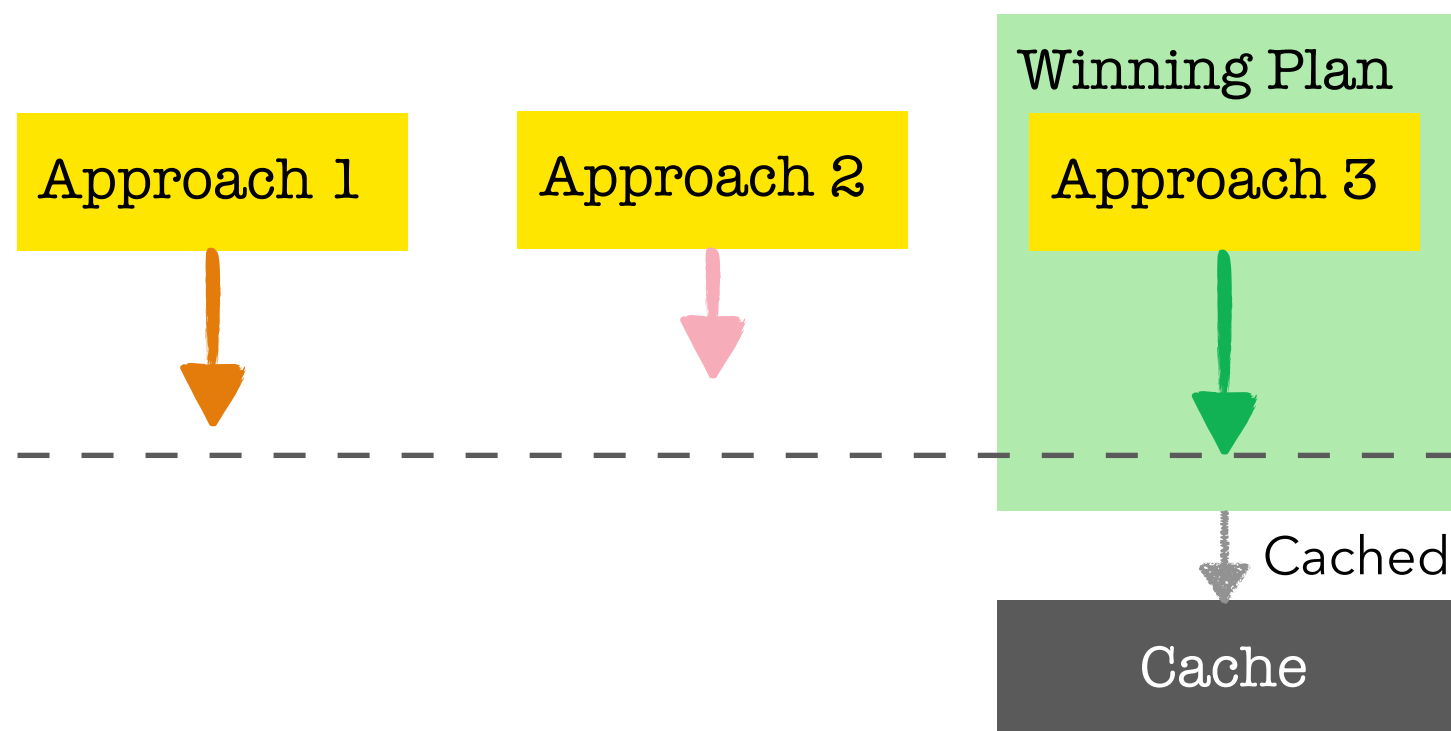 Winning Plan
Approach 1
Approach 2
Approach 3
Cached
Cache